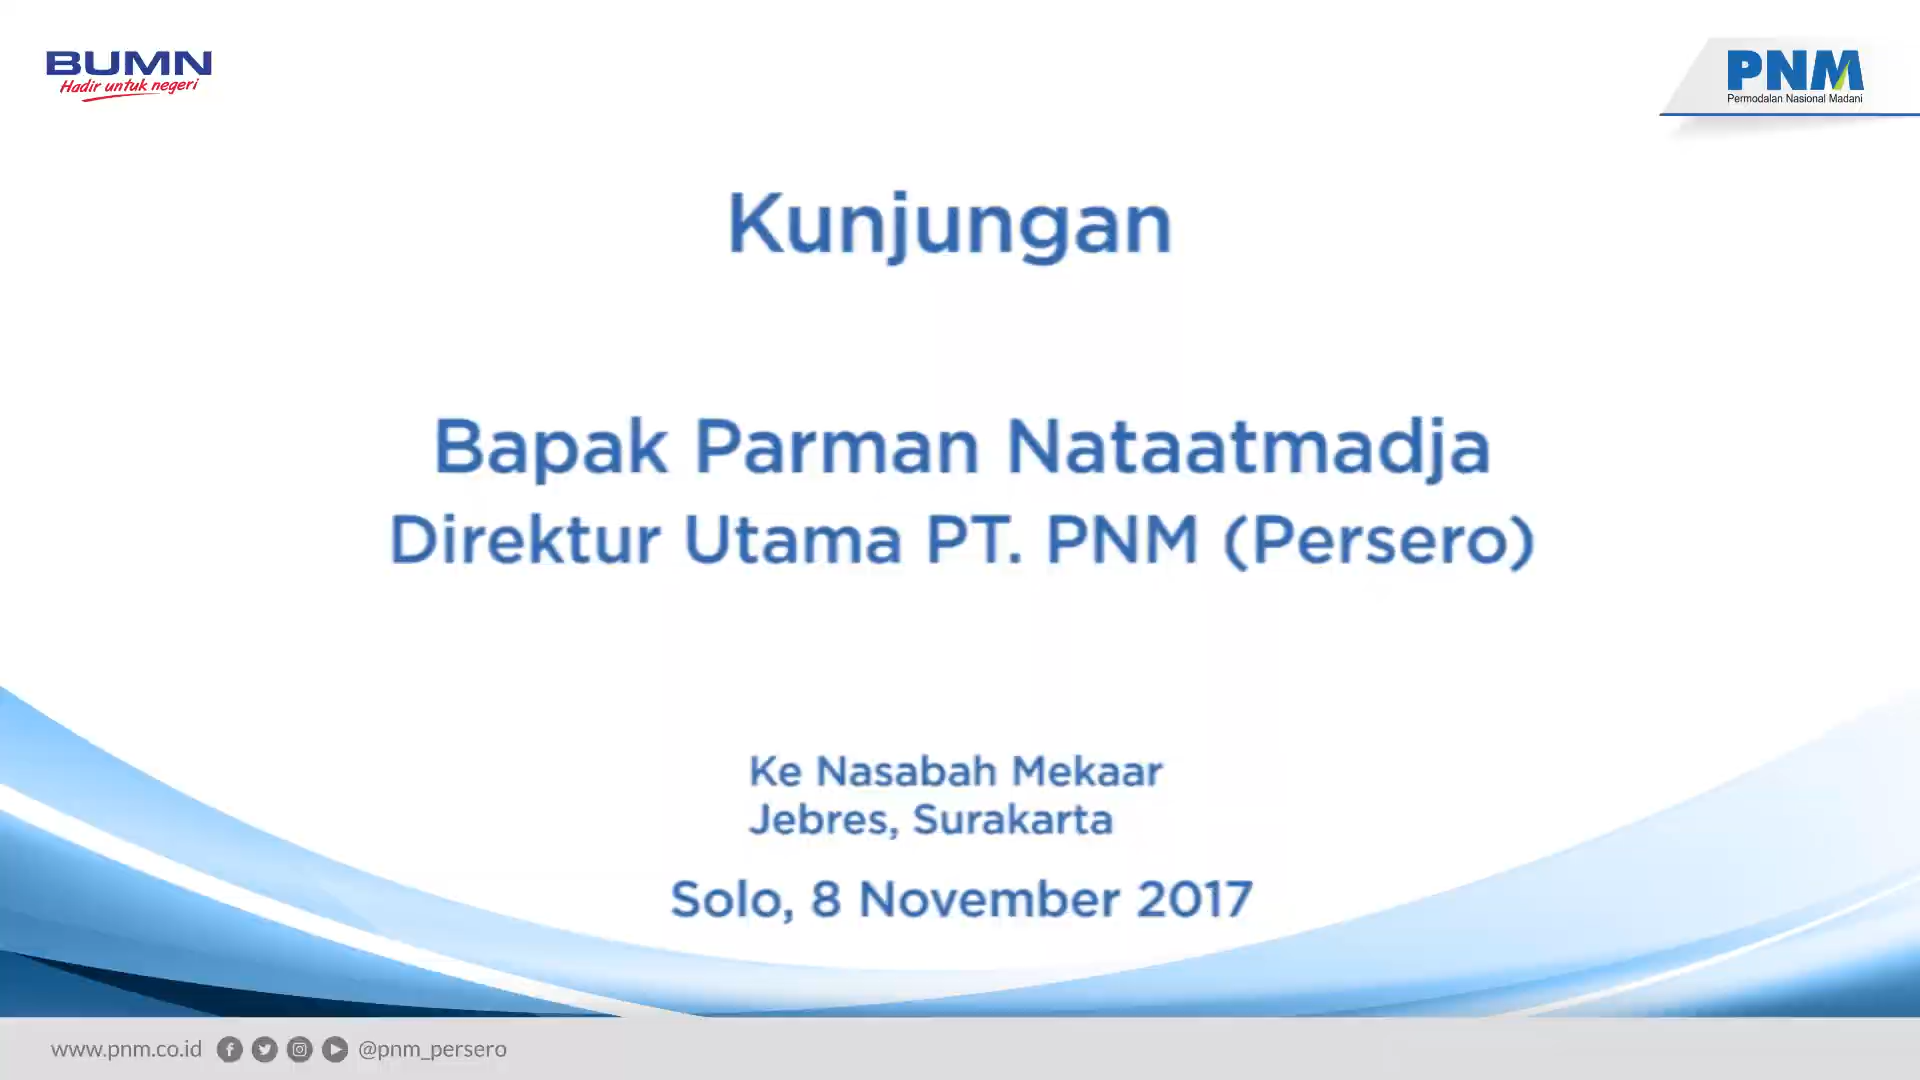 BUMN
Hadir untuk negeri
PNM
Permodalan Nasional Madani
Kunjungan
Bapak Parman Nataatmadja
Direktur Utama PT. PNM (Persero)
Ke Nasabah Mekaar
Jebres, Surakarta
Solo, 8 November 2017
www.pnm.co.id @pnm_persero